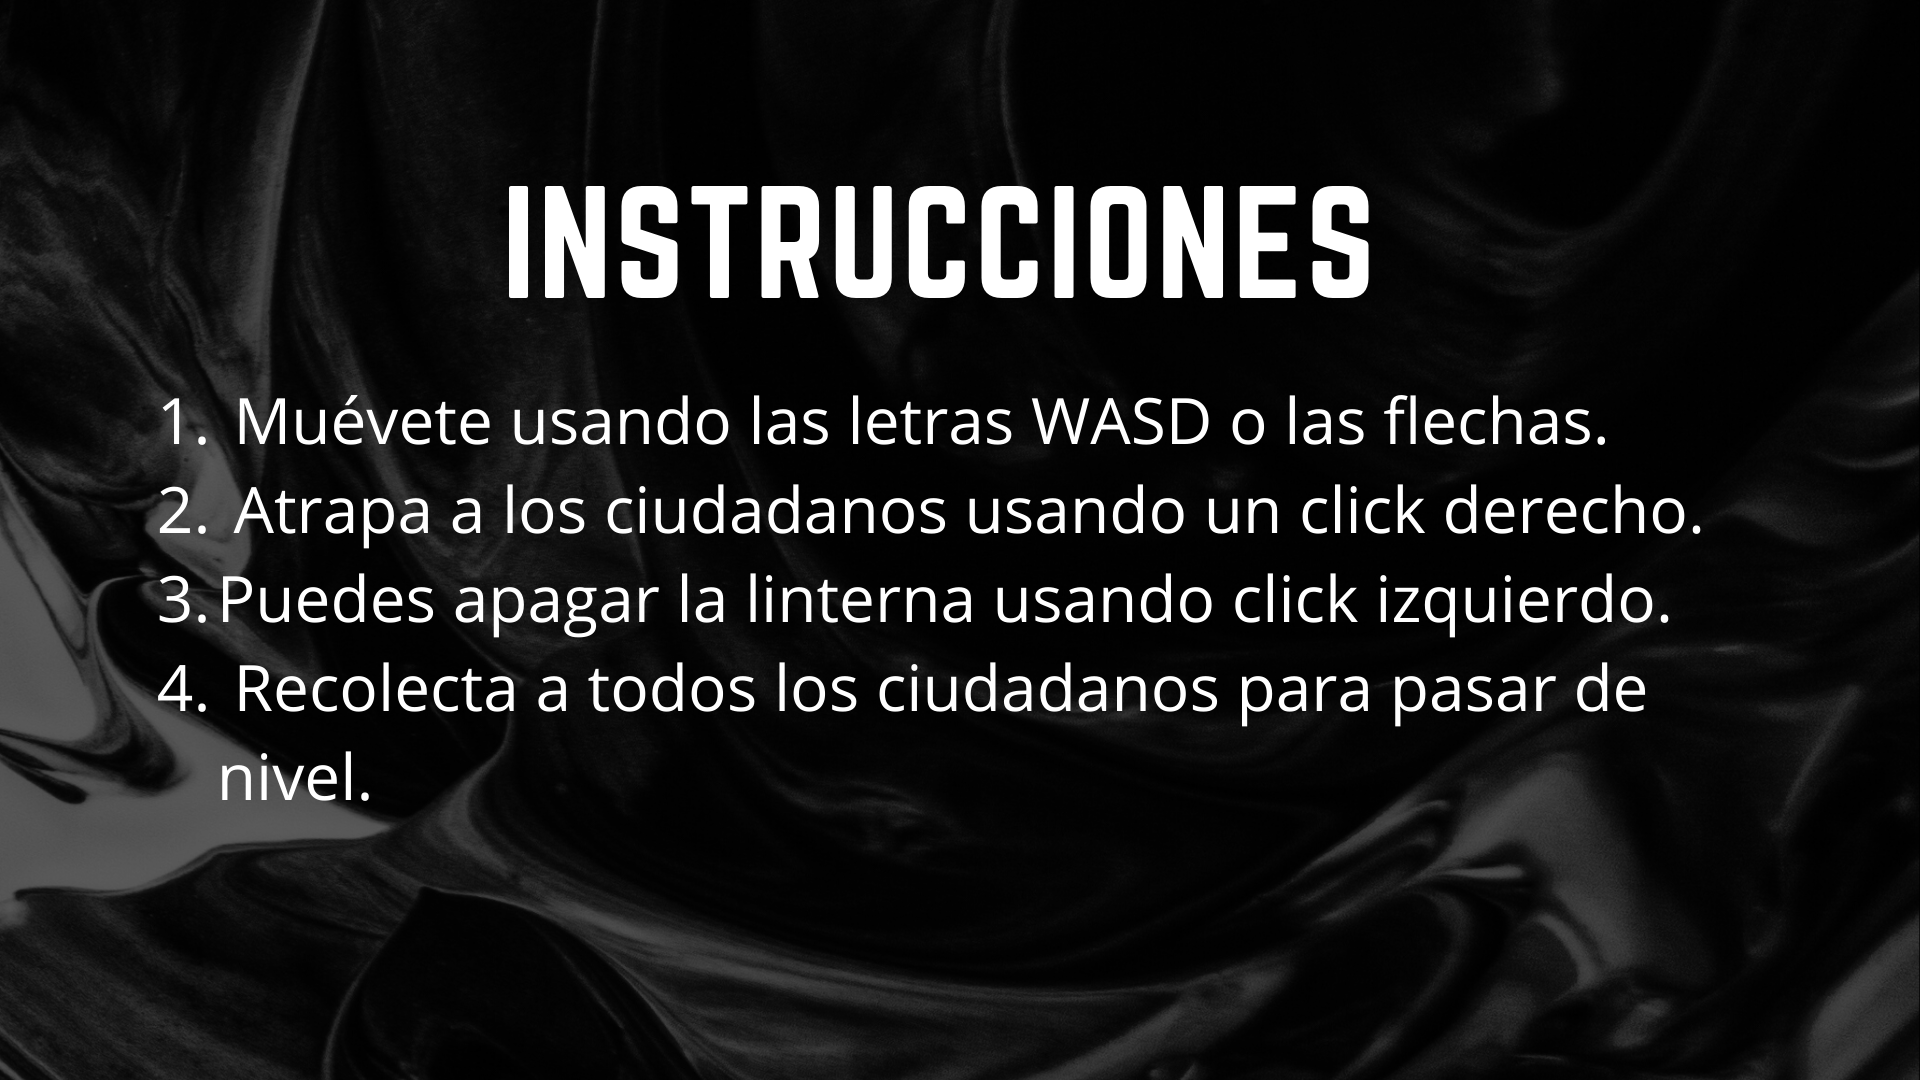 INSTRUCCIONES
1. Muévete usando las letras WASD o las flechas.
2. Atrapa a los ciudadanos usando un click derecho.
3. Puedes apagar la linterna usando click izquierdo.
4. Recolecta a todos los ciudadanos para pasar de
nivel.